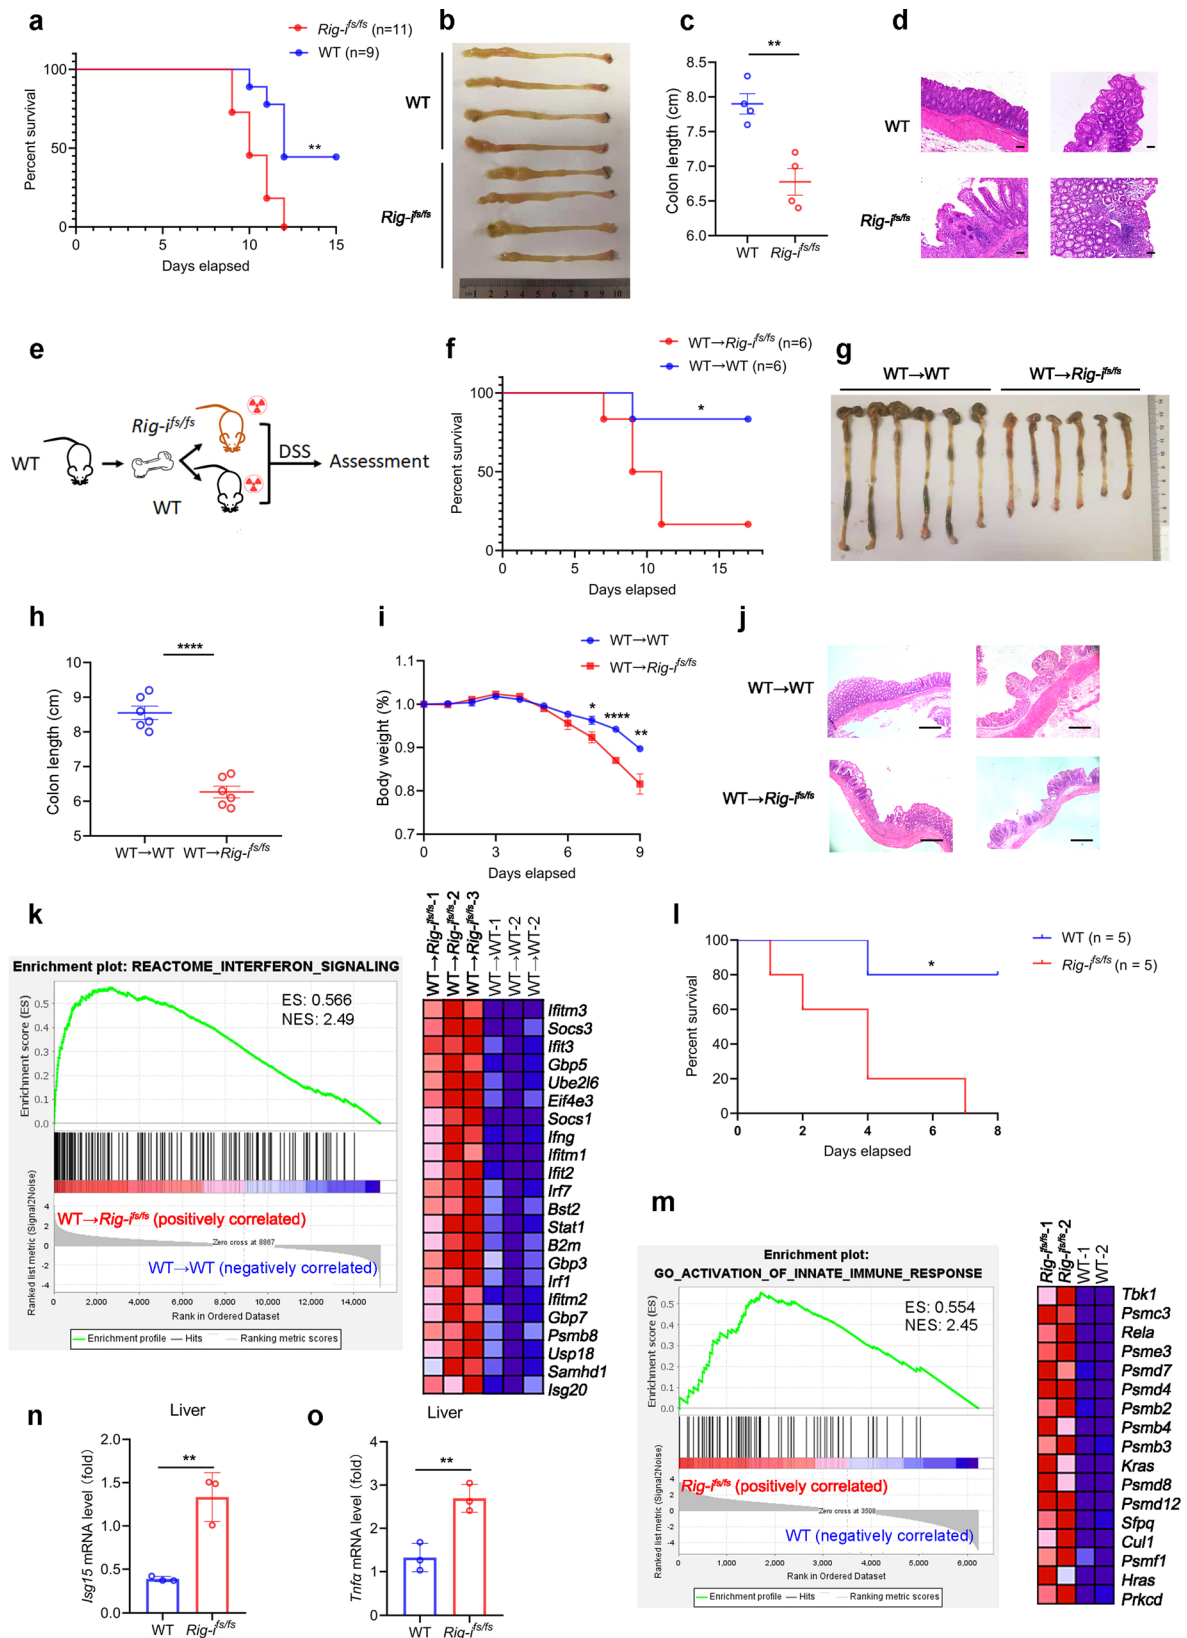 a
Rig-i^fs/fs (n=11)
WT (n=9)
100
50
0
Percent survival
**
0 5 10 15
Days elapsed
b
WT
Rig-i^fs/fs
cm 1 2 3 4 5 6 7 8 9 10
c
**
8.5
8.0
7.5
7.0
6.5
6.0
Colon length (cm)
WT Rig-i^fs/fs
d
WT
Rig-i^fs/fs
e
Rig-i^fs/fs
WT
WT
DSS
Assessment
f
WT→Rig-i^fs/fs (n=6)
WT→WT (n=6)
100
50
0
Percent survival
*
0 5 10 15
Days elapsed
g
WT→WT WT→Rig-i^fs/fs
h
****
10
9
8
7
6
5
Colon length (cm)
WT→WT WT→Rig-i^fs/fs
i
WT→WT
WT→Rig-i^fs/fs
1.1
1.0
0.9
0.8
0.7
Body weight (%)
* **** **
0 3 6 9
Days elapsed
j
WT→WT
WT→Rig-i^fs/fs
k
Enrichment plot: REACTOME_INTERFERON_SIGNALING
ES: 0.566
NES: 2.49
0.5
0.4
0.3
0.2
0.1
0.0
Enrichment score (ES)
WT→Rig-i^fs/fs (positively correlated)
Zero cross at 8867
WT→WT (negatively correlated)
4
2
0
-2
-4
Ranked list metric (Signal2Noise)
0 2,000 4,000 6,000 8,000 10,000 12,000 14,000
Rank in Ordered Dataset
Enrichment profile Hits Ranking metric scores
WT→Rig-i^fs/fs-1
WT→Rig-i^fs/fs-2
WT→Rig-i^fs/fs-3
WT→WT-1
WT→WT-2
WT→WT-2
Ifitm3
Socs3
Ifit3
Gbp5
Ube2l6
Eif4e3
Socs1
Ifng
Ifitm1
Ifit2
Irf7
Bst2
Stat1
B2m
Gbp3
Irf1
Ifitm2
Gbp7
Psmb8
Usp18
Samhd1
Isg20
l
WT (n = 5)
Rig-i^fs/fs (n = 5)
100
80
60
40
20
0
Percent survival
*
0 2 4 6 8
Days elapsed
m
Enrichment plot:
GO_ACTIVATION_OF_INNATE_IMMUNE_RESPONSE
ES: 0.554
NES: 2.45
0.5
0.4
0.3
0.2
0.1
0.0
Enrichment score (ES)
Rig-i^fs/fs (positively correlated)
Zero cross at 3508
WT (negatively correlated)
4
2
0
-2
-4
Ranked list metric (Signal2Noise)
0 1,000 2,000 3,000 4,000 5,000 6,000
Rank in Ordered Dataset
Enrichment profile Hits Ranking metric scores
Rig-i^fs/fs-1
Rig-i^fs/fs-2
WT-1
WT-2
Tbk1
Psmc3
Rela
Psme3
Psmd7
Psmd4
Psmb2
Psmb4
Psmb3
Kras
Psmd8
Psmd12
Sfpq
Cul1
Psmf1
Hras
Prkcd
n
Liver
**
2.0
1.5
1.0
0.5
0.0
Isg15 mRNA level (fold)
WT Rig-i^fs/fs
o
Liver
**
4
3
2
1
0
Tnfα mRNA level (fold)
WT Rig-i^fs/fs